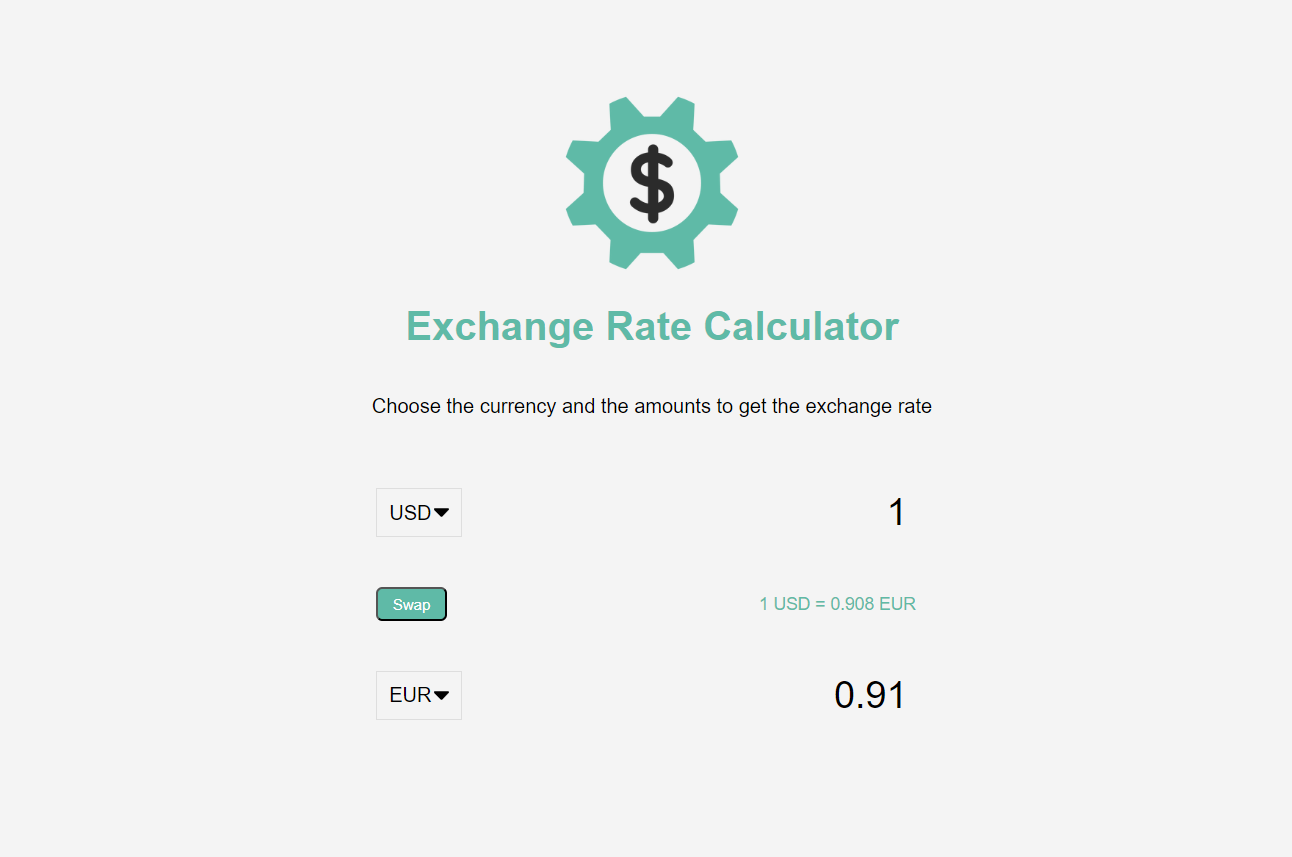 $
Exchange Rate Calculator
Choose the currency and the amounts to get the exchange rate
USD 1
Swap 1 USD = 0.908 EUR
EUR 0.91